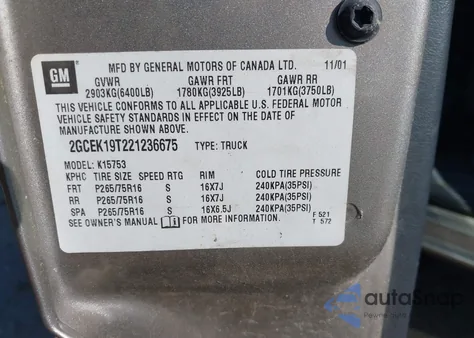 GM
MFD BY GENERAL MOTORS OF CANADA LTD. 11/01
GVWR GAWR FRT GAWR RR
2903KG(6400LB) 1780KG(3925LB) 1701KG(3750LB)
THIS VEHICLE CONFORMS TO ALL APPLICABLE U.S. FEDERAL MOTOR
VEHICLE SAFETY STANDARDS IN EFFECT ON THE DATE OF
MANUFACTURE SHOWN ABOVE.
2GCEK19T221236675 TYPE: TRUCK
MODEL: K15753
KPHC TIRE SIZE SPEED RTG RIM COLD TIRE PRESSURE
FRT P265/75R16 S 16X7J 240KPA(35PSI)
RR P265/75R16 S 16X7J 240KPA(35PSI)
SPA P265/75R16 S 16X6.5J 240KPA(35PSI)
SEE OWNER'S MANUAL FOR MORE INFORMATION.
F 521
T 572
autoSnap